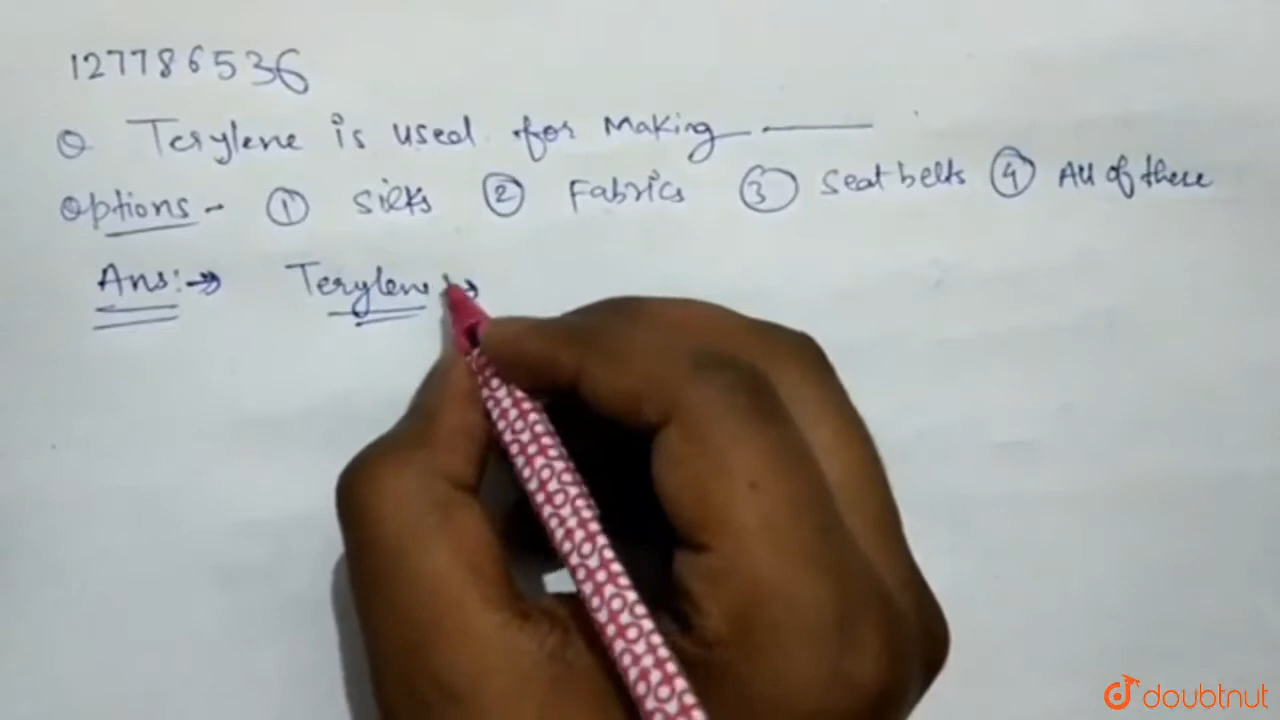 127786536
Q Terylene is used for Making ———
Options - ① Silks ② Fabrics ③ Seat belts ④ All of these
Ans:→ Terylene →
doubtnut